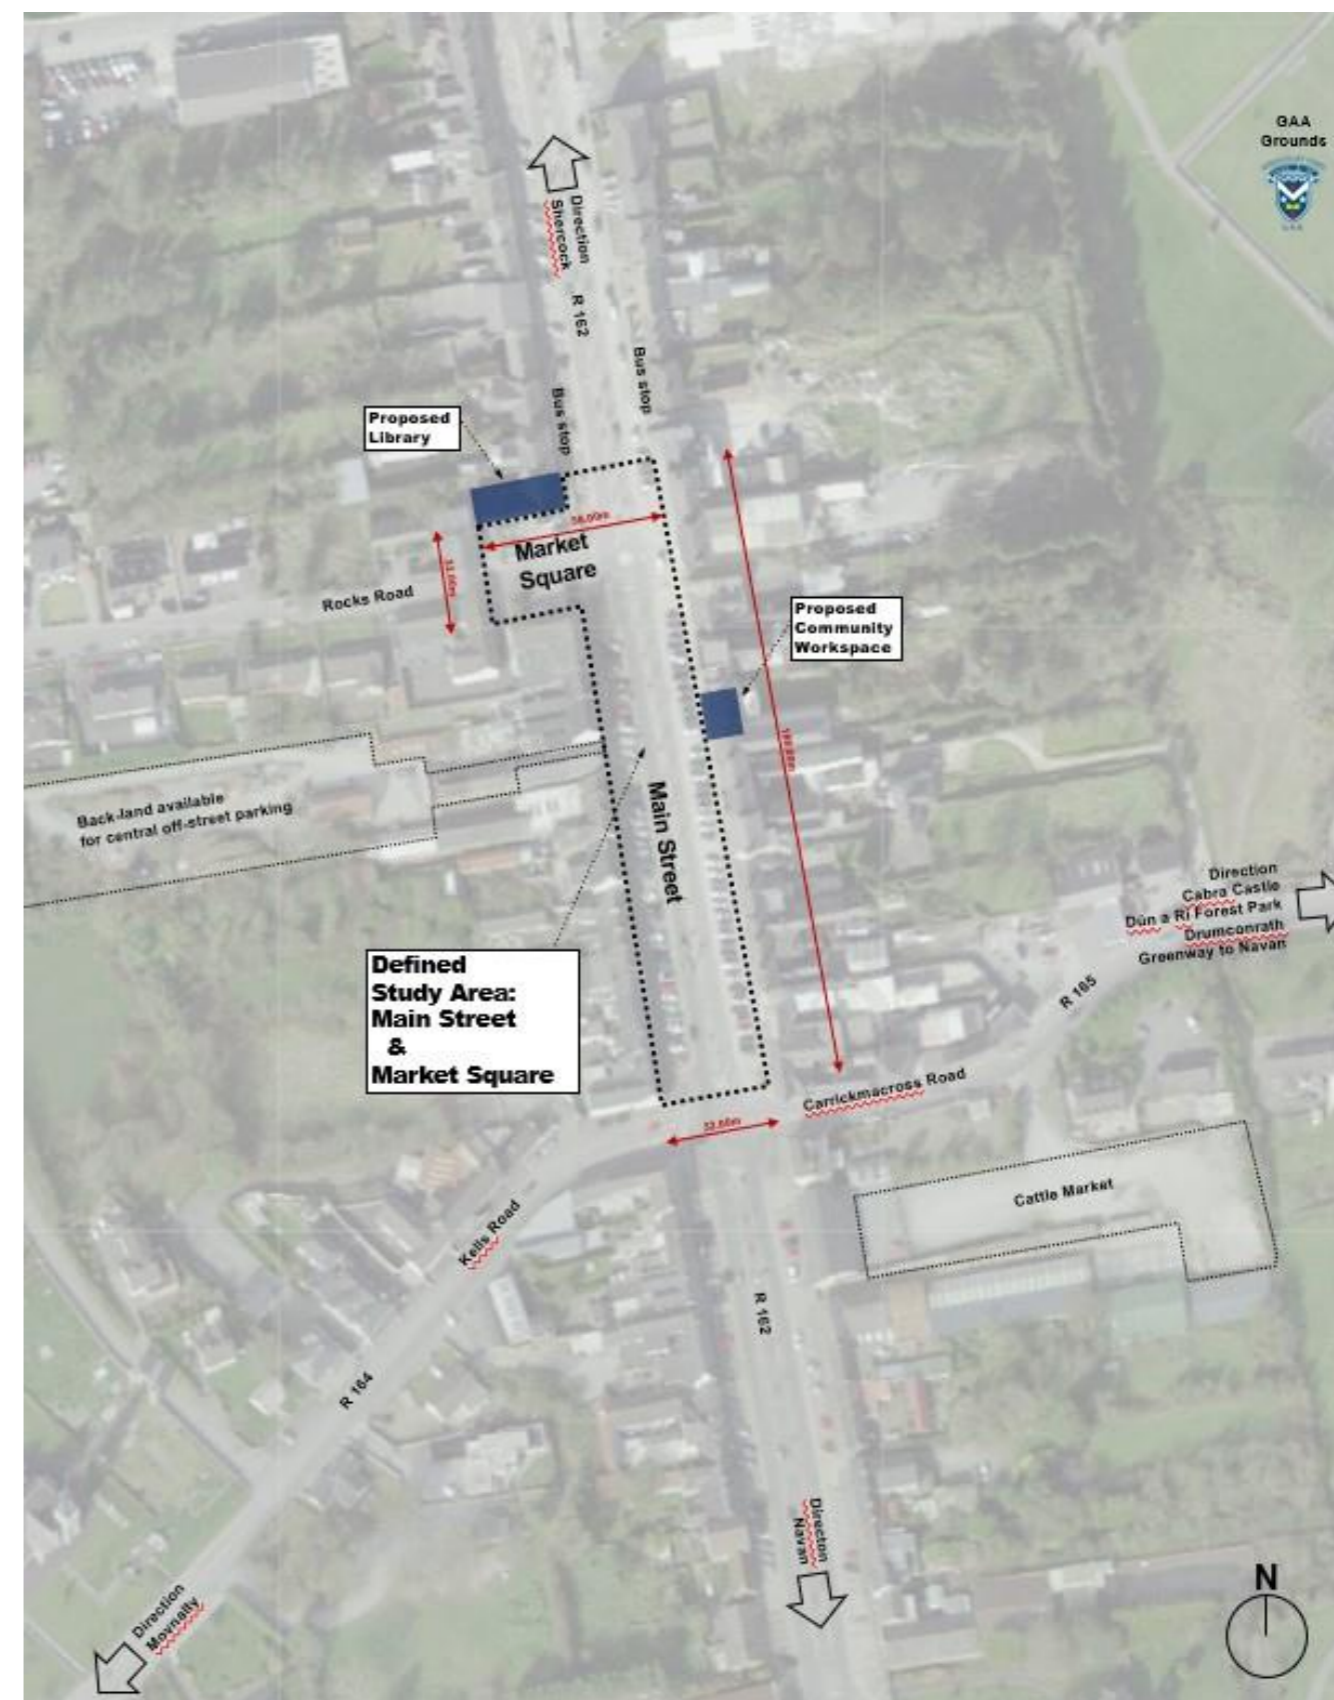 GAA
Grounds
Direction
Shercock
R 162
Bus stop
Bus stop
Proposed
Library
Market
Square
Rocks Road
Proposed
Community
Workspace
Back-land available
for central off-street parking
Main Street
Direction
Cabra Castle
Dún a Rí Forest Park
Drumconrath
Greenway to Navan
R 165
Defined
Study Area:
Main Street
&
Market Square
Carrickmacross Road
Cattle Market
Kells Road
R 162
R 164
Directon
Navan
Direction
N